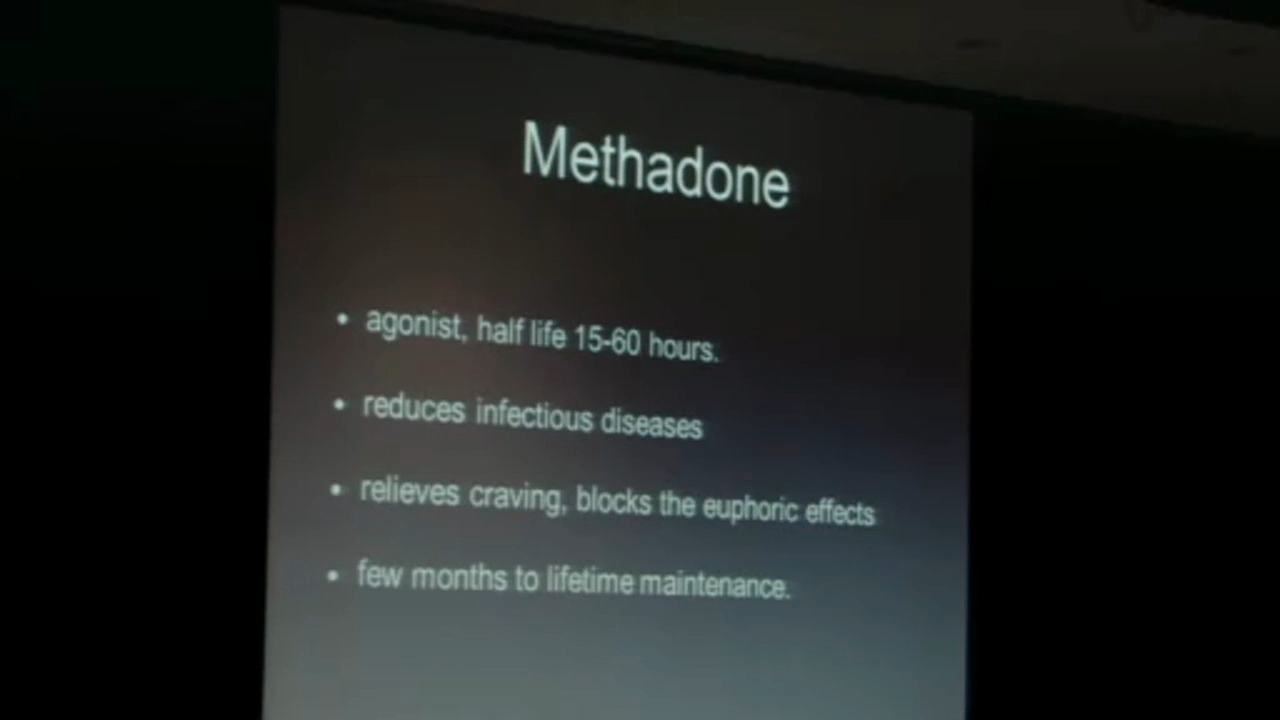 Methadone
• agonist, half life 15-60 hours.
• reduces infectious diseases
• relieves craving, blocks the euphoric effects
• few months to lifetime maintenance.